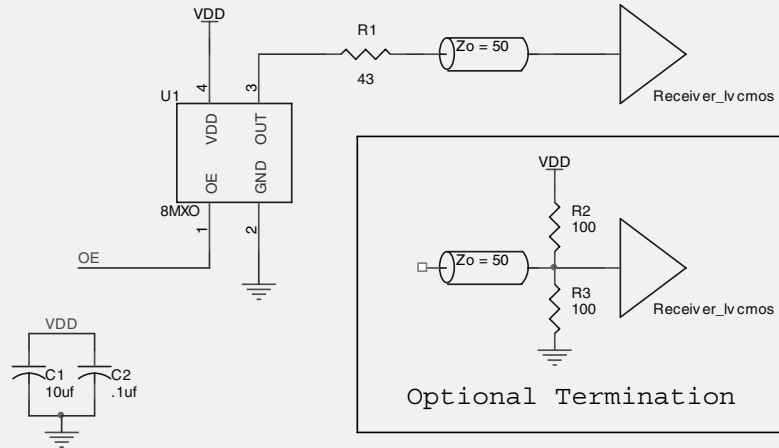 VDD
R1
43
Zo = 50
Receiver_lvcmos
U1
4
3
VDD
OUT
OE
GND
8MXO
1
2
OE
VDD
R2
100
Zo = 50
R3
100
Receiver_lvcmos
Optional Termination
VDD
C1
10uf
C2
.1uf